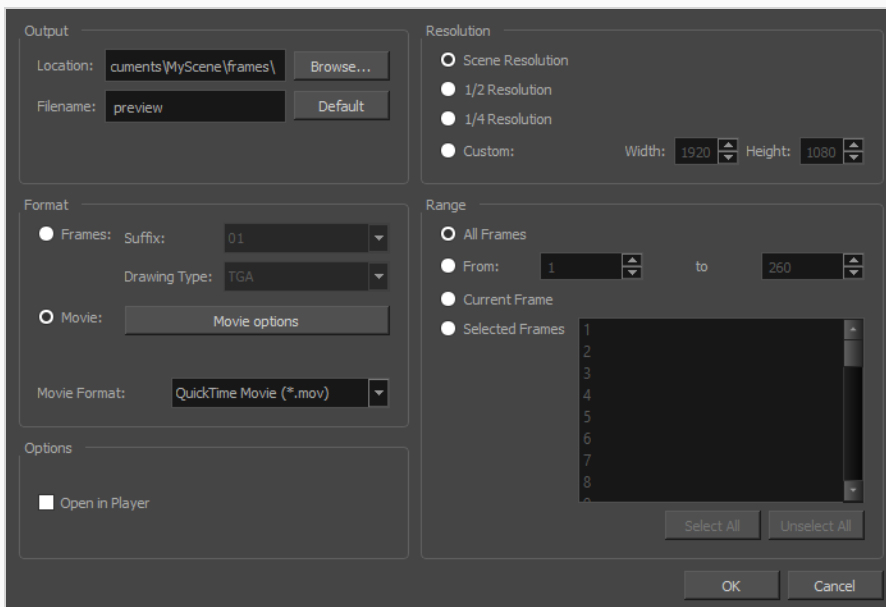 Output
Location: cuments\MyScene\frames\ Browse...
Filename: preview Default
Format
Frames: Suffix: 01
Drawing Type: TGA
Movie: Movie options
Movie Format: QuickTime Movie (*.mov)
Options
Open in Player
Resolution
Scene Resolution
1/2 Resolution
1/4 Resolution
Custom: Width: 1920 Height: 1080
Range
All Frames
From: 1 to 260
Current Frame
Selected Frames 1
2
3
4
5
6
7
8
Select All Unselect All
OK Cancel